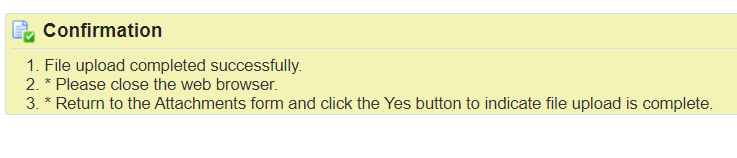 Confirmation
1. File upload completed successfully.
2. * Please close the web browser.
3. * Return to the Attachments form and click the Yes button to indicate file upload is complete.